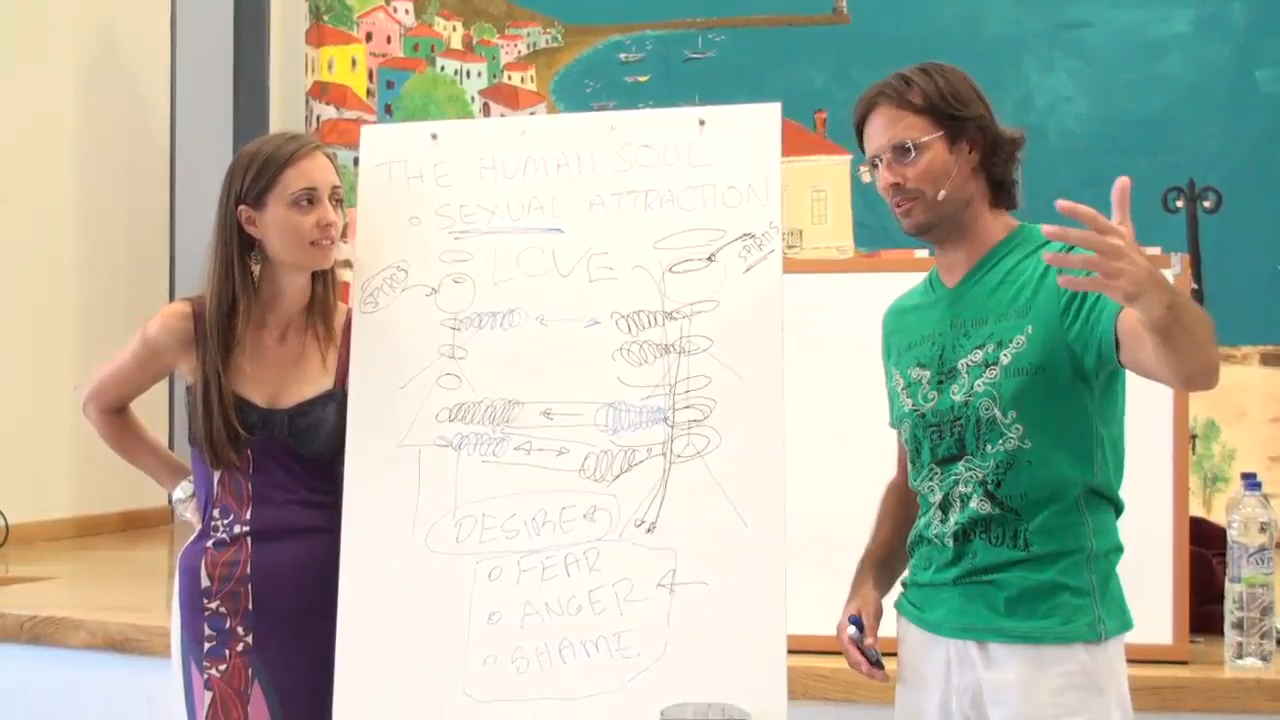 THE HUMAN SOUL
• SEXUAL ATTRACTION
LOVE
SPIRITS
SPIRITS
DESIRE
• FEAR
• ANGER
• SHAME